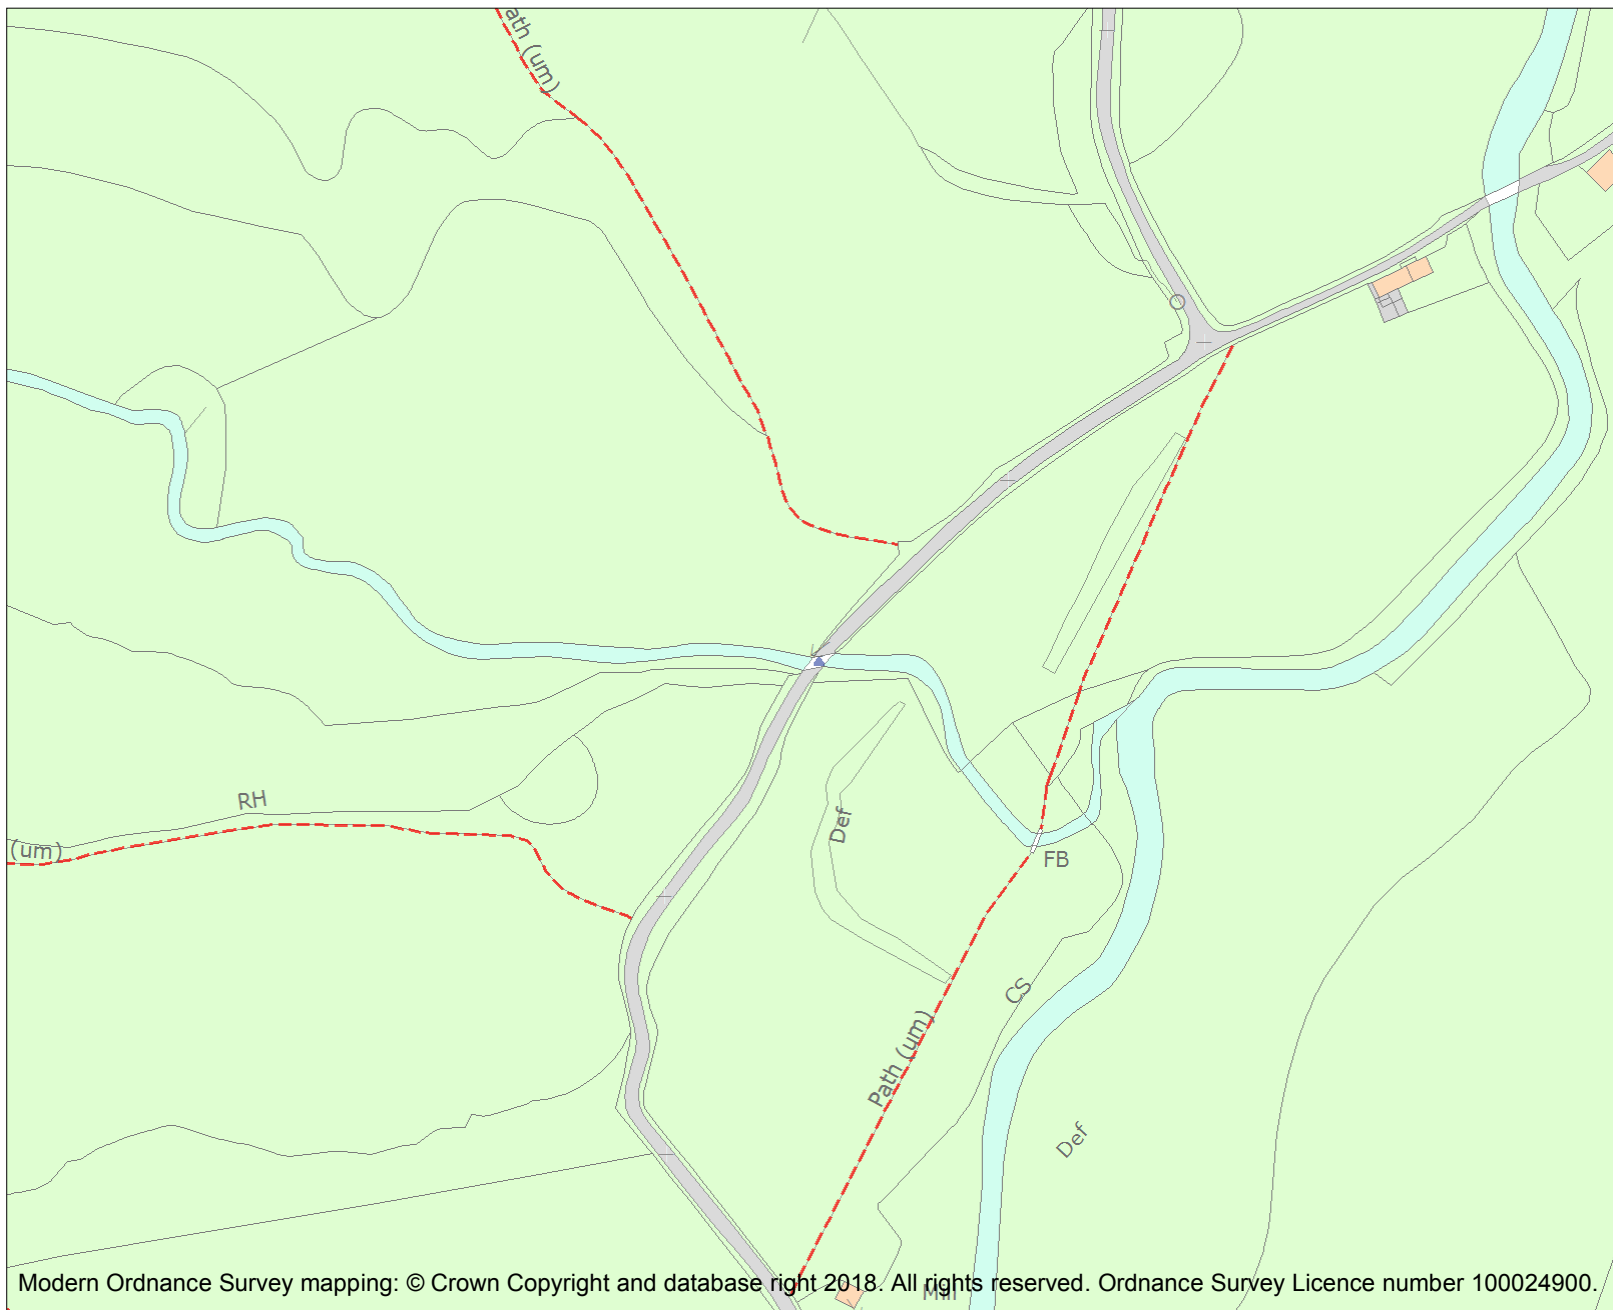 ath (um)
RH
(um)
Def
FB
CS
Path (um)
Def
Mill
Modern Ordnance Survey mapping: © Crown Copyright and database right 2018. All rights reserved. Ordnance Survey Licence number 100024900.